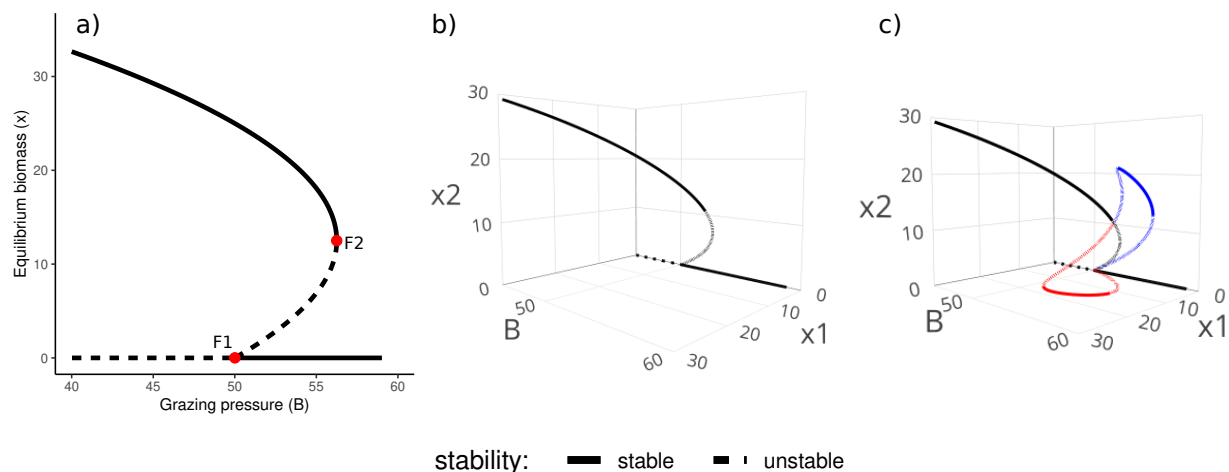 a)
Equilibrium biomass (x)
30
20
10
0
F2
F1
40
45
50
55
60
Grazing pressure (B)
b)
30
20
10
0
x2
50
B
60
0
10
20
30
x1
c)
30
20
10
0
x2
50
B
60
0
10
20
30
x1
stability: stable unstable